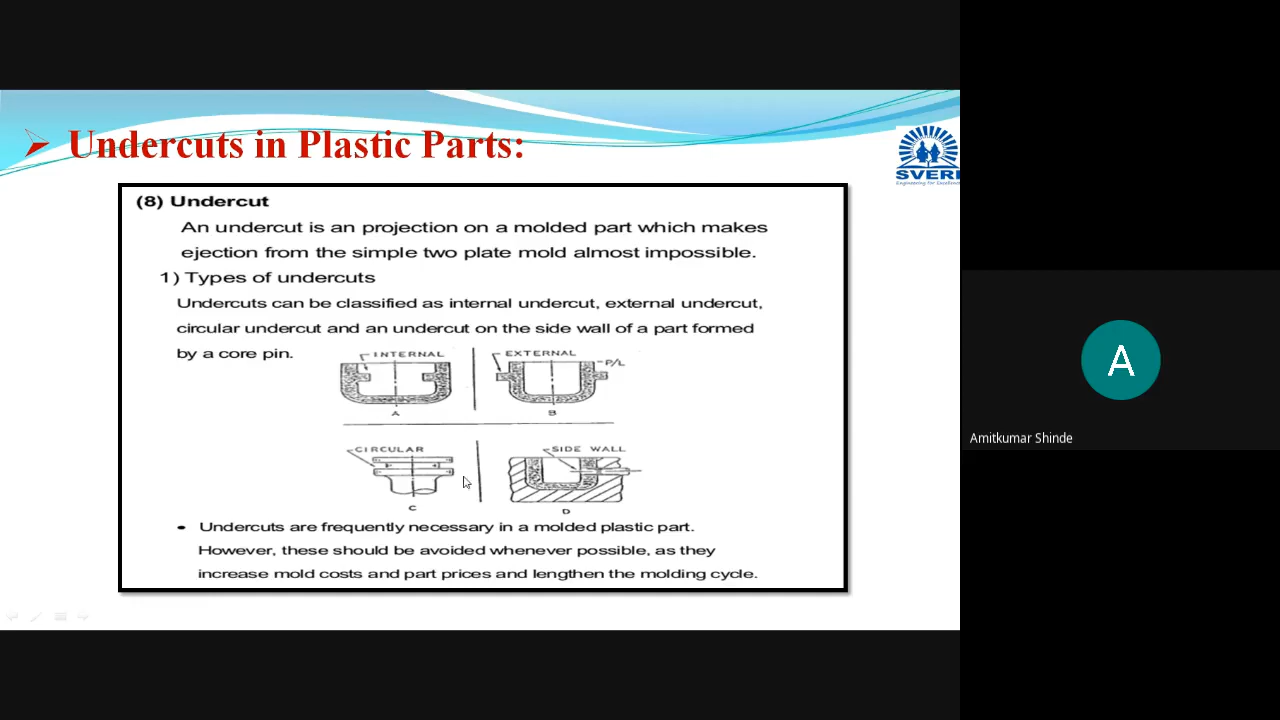 Undercuts in Plastic Parts:
SVERI
Engineering for Excellence
(8) Undercut
An undercut is an projection on a molded part which makes
ejection from the simple two plate mold almost impossible.
1) Types of undercuts
Undercuts can be classified as internal undercut, external undercut,
circular undercut and an undercut on the side wall of a part formed
by a core pin.
INTERNAL
EXTERNAL
P/L
A
B
CIRCULAR
SIDE WALL
C
D
• Undercuts are frequently necessary in a molded plastic part.
However, these should be avoided whenever possible, as they
increase mold costs and part prices and lengthen the molding cycle.
A
Amitkumar Shinde